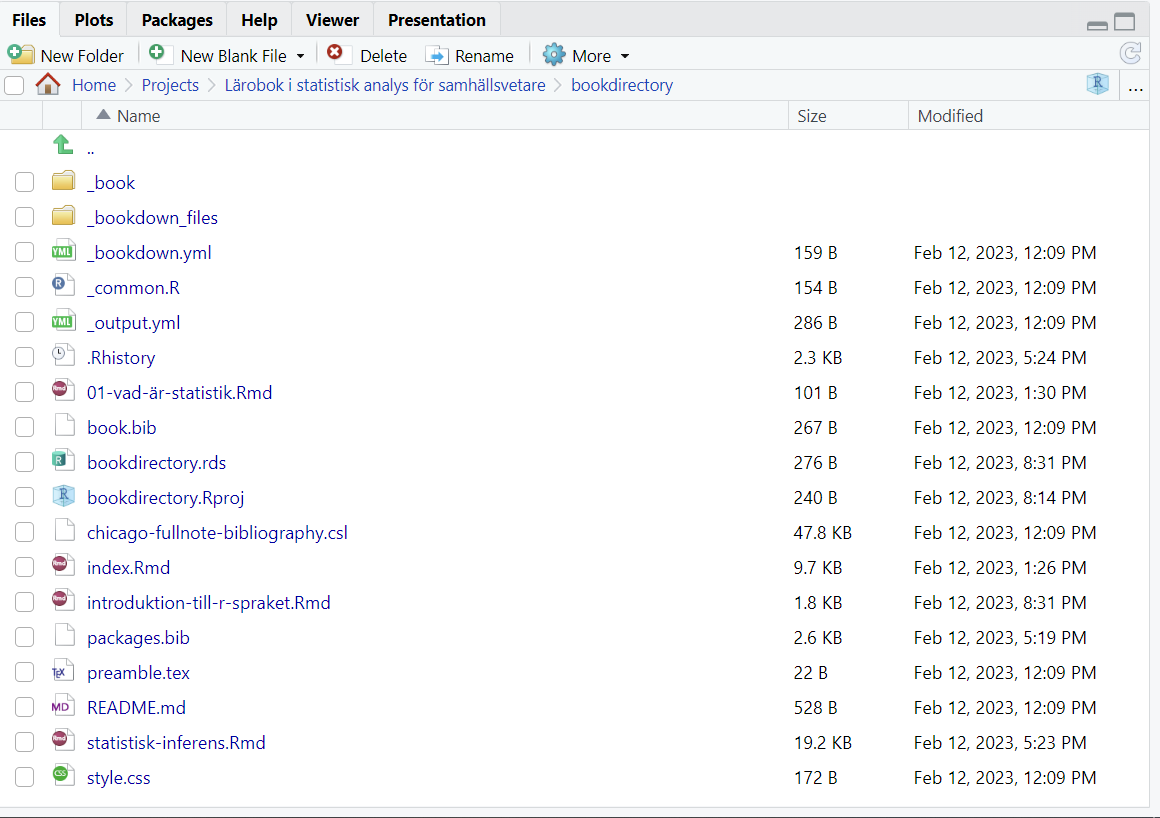 Files Plots Packages Help Viewer Presentation
New Folder New Blank File Delete Rename More
Home Projects Lärobok i statistisk analys för samhällsvetare bookdirectory R ...
Name Size Modified
..
_book
_bookdown_files
YML _bookdown.yml 159 B Feb 12, 2023, 12:09 PM
R _common.R 154 B Feb 12, 2023, 12:09 PM
YML _output.yml 286 B Feb 12, 2023, 12:09 PM
.Rhistory 2.3 KB Feb 12, 2023, 5:24 PM
Rmd 01-vad-är-statistik.Rmd 101 B Feb 12, 2023, 1:30 PM
book.bib 267 B Feb 12, 2023, 12:09 PM
R bookdirectory.rds 276 B Feb 12, 2023, 8:31 PM
R bookdirectory.Rproj 240 B Feb 12, 2023, 8:14 PM
chicago-fullnote-bibliography.csl 47.8 KB Feb 12, 2023, 12:09 PM
Rmd index.Rmd 9.7 KB Feb 12, 2023, 1:26 PM
Rmd introduktion-till-r-spraket.Rmd 1.8 KB Feb 12, 2023, 8:31 PM
packages.bib 2.6 KB Feb 12, 2023, 5:19 PM
TEX preamble.tex 22 B Feb 12, 2023, 12:09 PM
MD README.md 528 B Feb 12, 2023, 12:09 PM
Rmd statistisk-inferens.Rmd 19.2 KB Feb 12, 2023, 5:23 PM
CSS style.css 172 B Feb 12, 2023, 12:09 PM